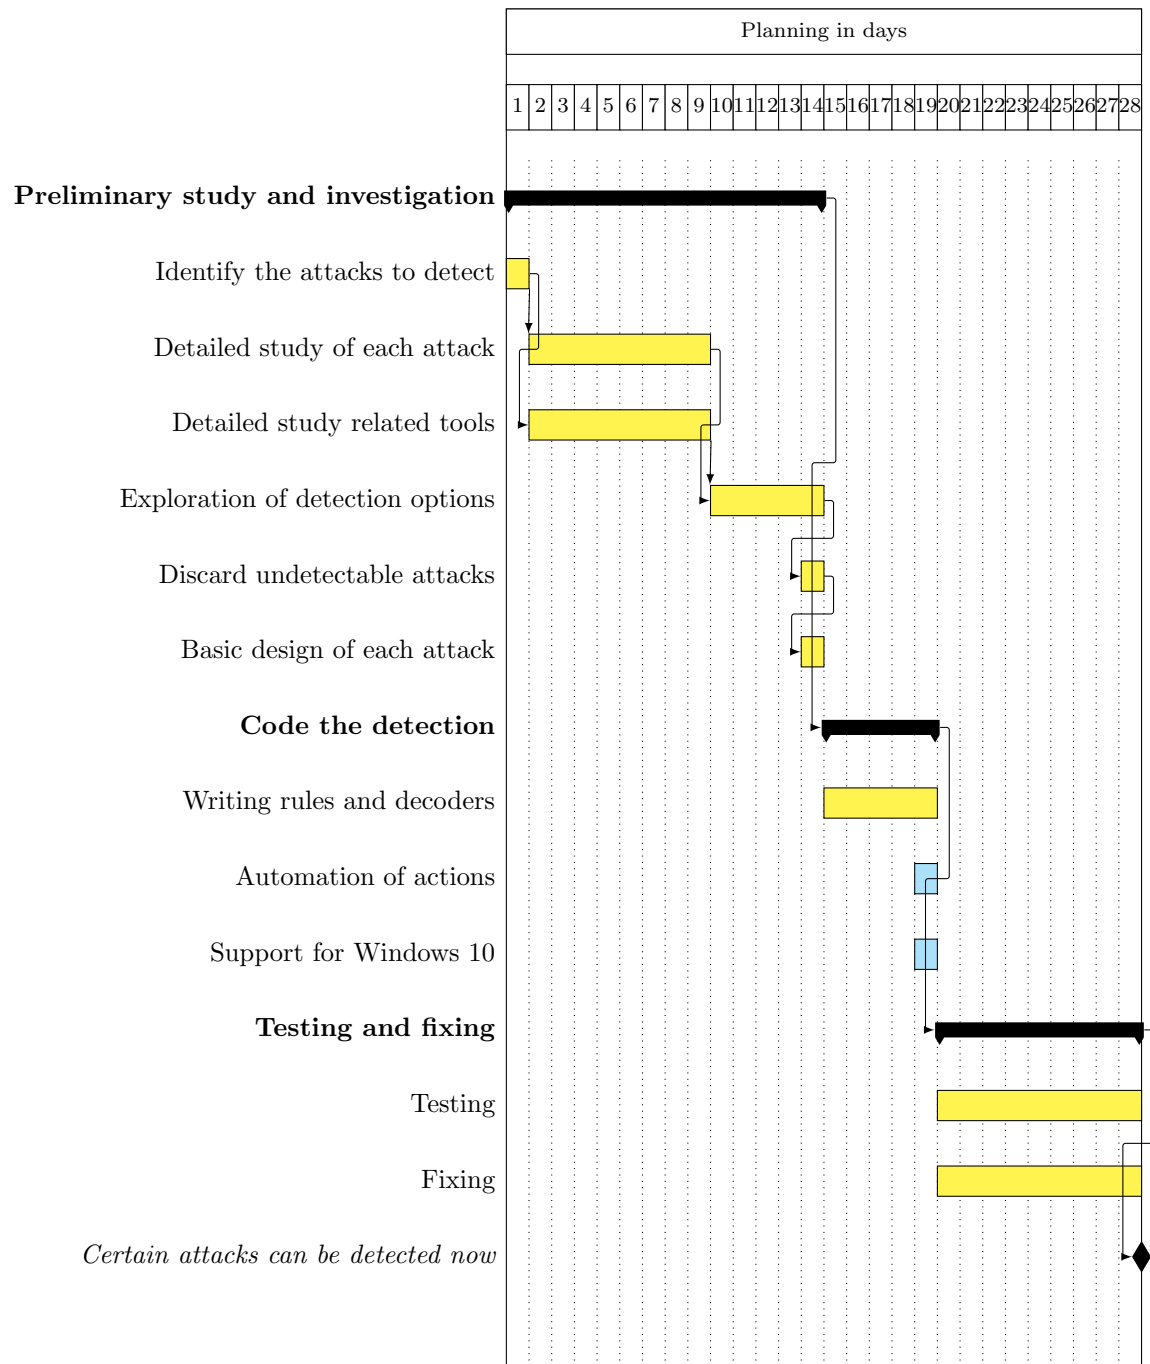 Planning in days
1 2 3 4 5 6 7 8 9 10 11 12 13 14 15 16 17 18 19 20 21 22 23 24 25 26 27 28
Preliminary study and investigation
Identify the attacks to detect
Detailed study of each attack
Detailed study related tools
Exploration of detection options
Discard undetectable attacks
Basic design of each attack
Code the detection
Writing rules and decoders
Automation of actions
Support for Windows 10
Testing and fixing
Testing
Fixing
Certain attacks can be detected now